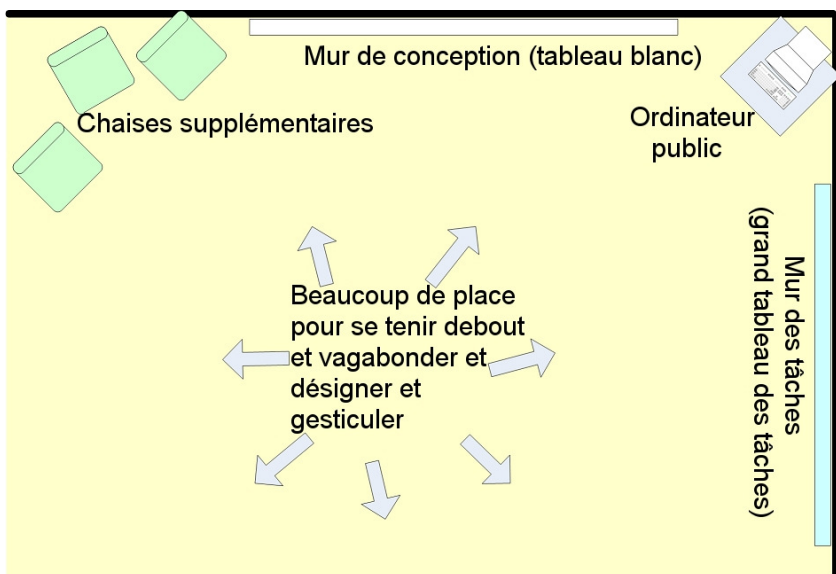 Mur de conception (tableau blanc)
Chaises supplémentaires
Ordinateur
public
Mur des tâches
(grand tableau des tâches)
Beaucoup de place
pour se tenir debout
et vagabonder et
désigner et
gesticuler